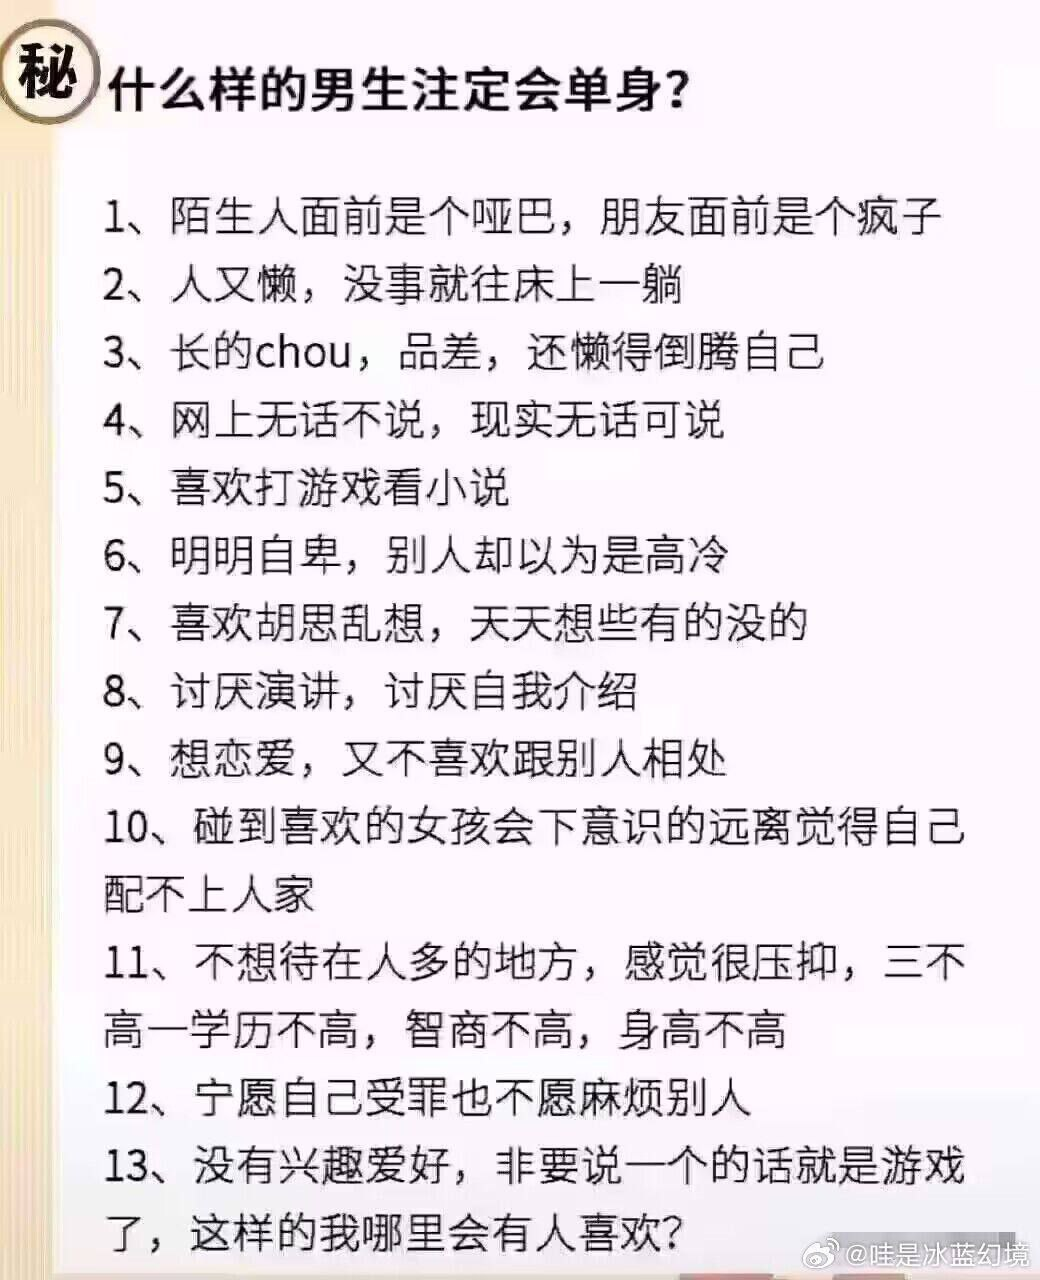 秘
什么样的男生注定会单身？
1、陌生人面前是个哑巴，朋友面前是个疯子
2、人又懒，没事就往床上一躺
3、长的chou，品差，还懒得倒腾自己
4、网上无话不说，现实无话可说
5、喜欢打游戏看小说
6、明明自卑，别人却以为是高冷
7、喜欢胡思乱想，天天想些有的没的
8、讨厌演讲，讨厌自我介绍
9、想恋爱，又不喜欢跟别人相处
10、碰到喜欢的女孩会下意识的远离觉得自己
配不上人家
11、不想待在人多的地方，感觉很压抑，三不
高一学历不高，智商不高，身高不高
12、宁愿自己受罪也不愿麻烦别人
13、没有兴趣爱好，非要说一个的话就是游戏
了，这样的我哪里会有人喜欢？
@哇是冰蓝幻境